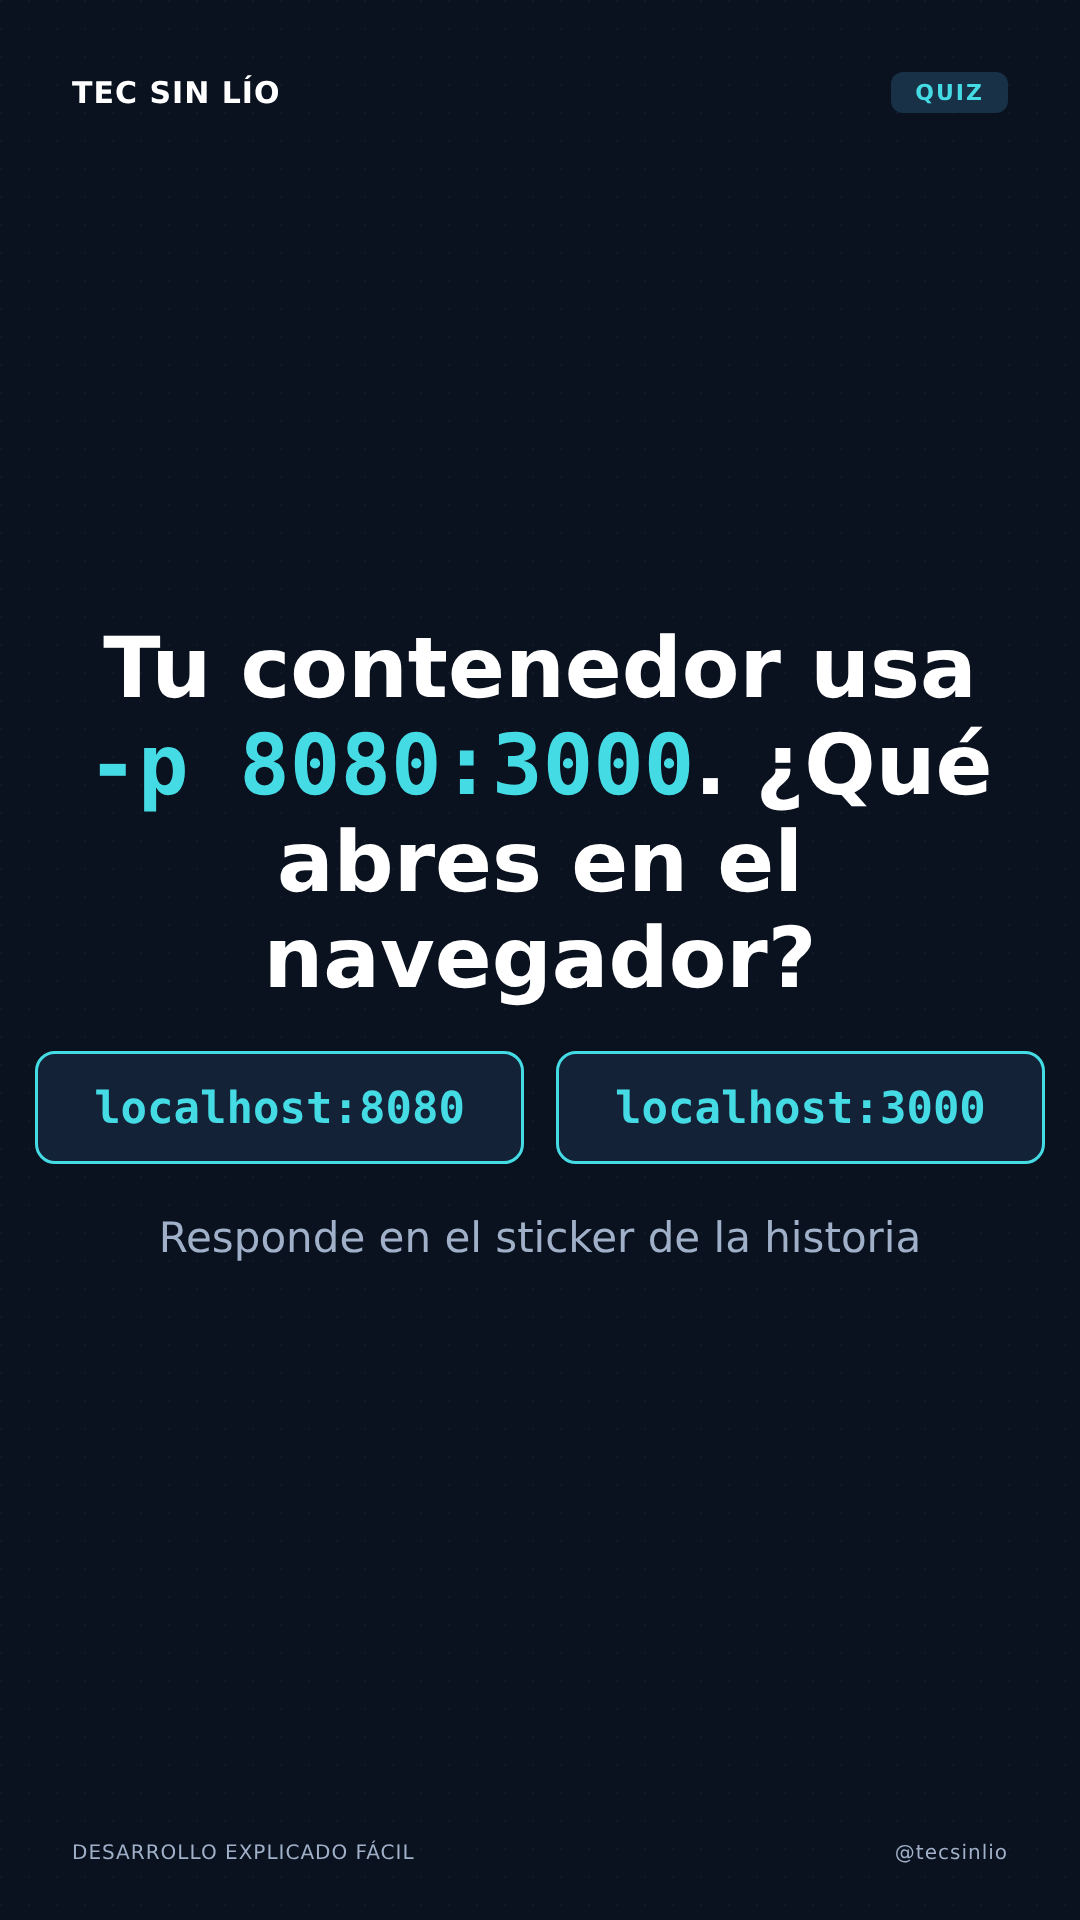 TEC SIN LÍO
QUIZ
Tu contenedor usa
-p 8080:3000. ¿Qué
abres en el
navegador?
localhost:8080
localhost:3000
Responde en el sticker de la historia
DESARROLLO EXPLICADO FÁCIL
@tecsinlio